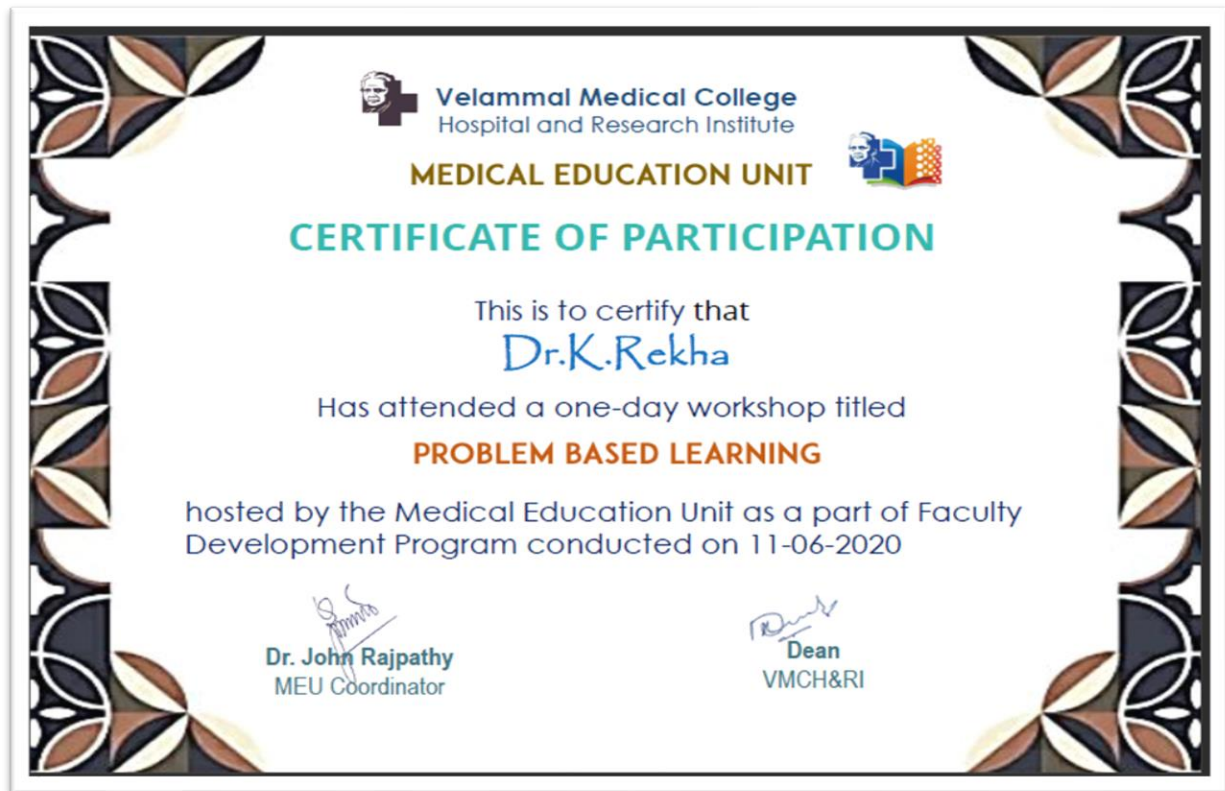 Velammal Medical College
Hospital and Research Institute
MEDICAL EDUCATION UNIT
CERTIFICATE OF PARTICIPATION
This is to certify that
Dr.K.Rekha
Has attended a one-day workshop titled
PROBLEM BASED LEARNING
hosted by the Medical Education Unit as a part of Faculty
Development Program conducted on 11-06-2020
Dr. John Rajpathy
MEU Coordinator
Dean
VMCH&RI